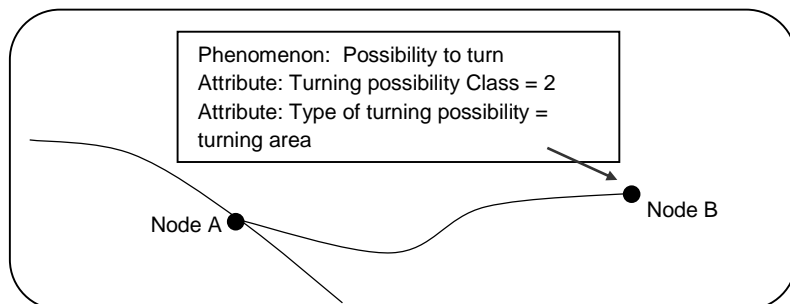 Phenomenon:  Possibility to turn
Attribute: Turning possibility Class = 2
Attribute: Type of turning possibility =
turning area
Node A
Node B